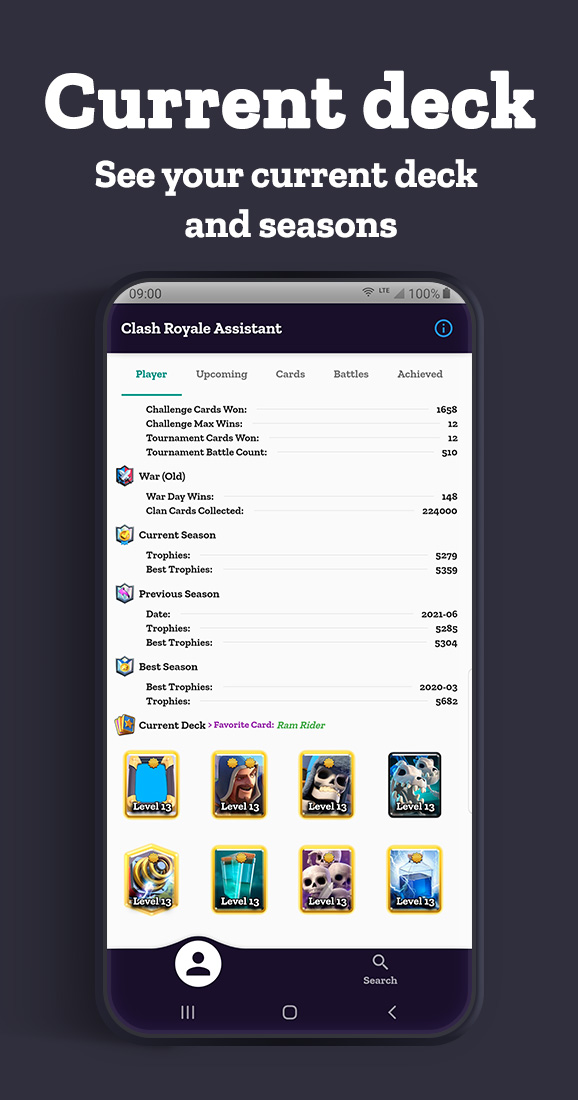 Current deck
See your current deck
and seasons
09:00 LTE 100%
Clash Royale Assistant
Player Upcoming Cards Battles Achieved
Challenge Cards Won: 1658
Challenge Max Wins: 12
Tournament Cards Won: 12
Tournament Battle Count: 510
War (Old)
War Day Wins: 148
Clan Cards Collected: 224000
Current Season
Trophies: 5279
Best Trophies: 5359
Previous Season
Date: 2021-06
Trophies: 5285
Best Trophies: 5304
Best Season
Best Trophies: 2020-03
Trophies: 5682
Current Deck > Favorite Card: Ram Rider
Level 13 Level 13 Level 13 Level 13
Level 13 Level 13 Level 13 Level 13
Search